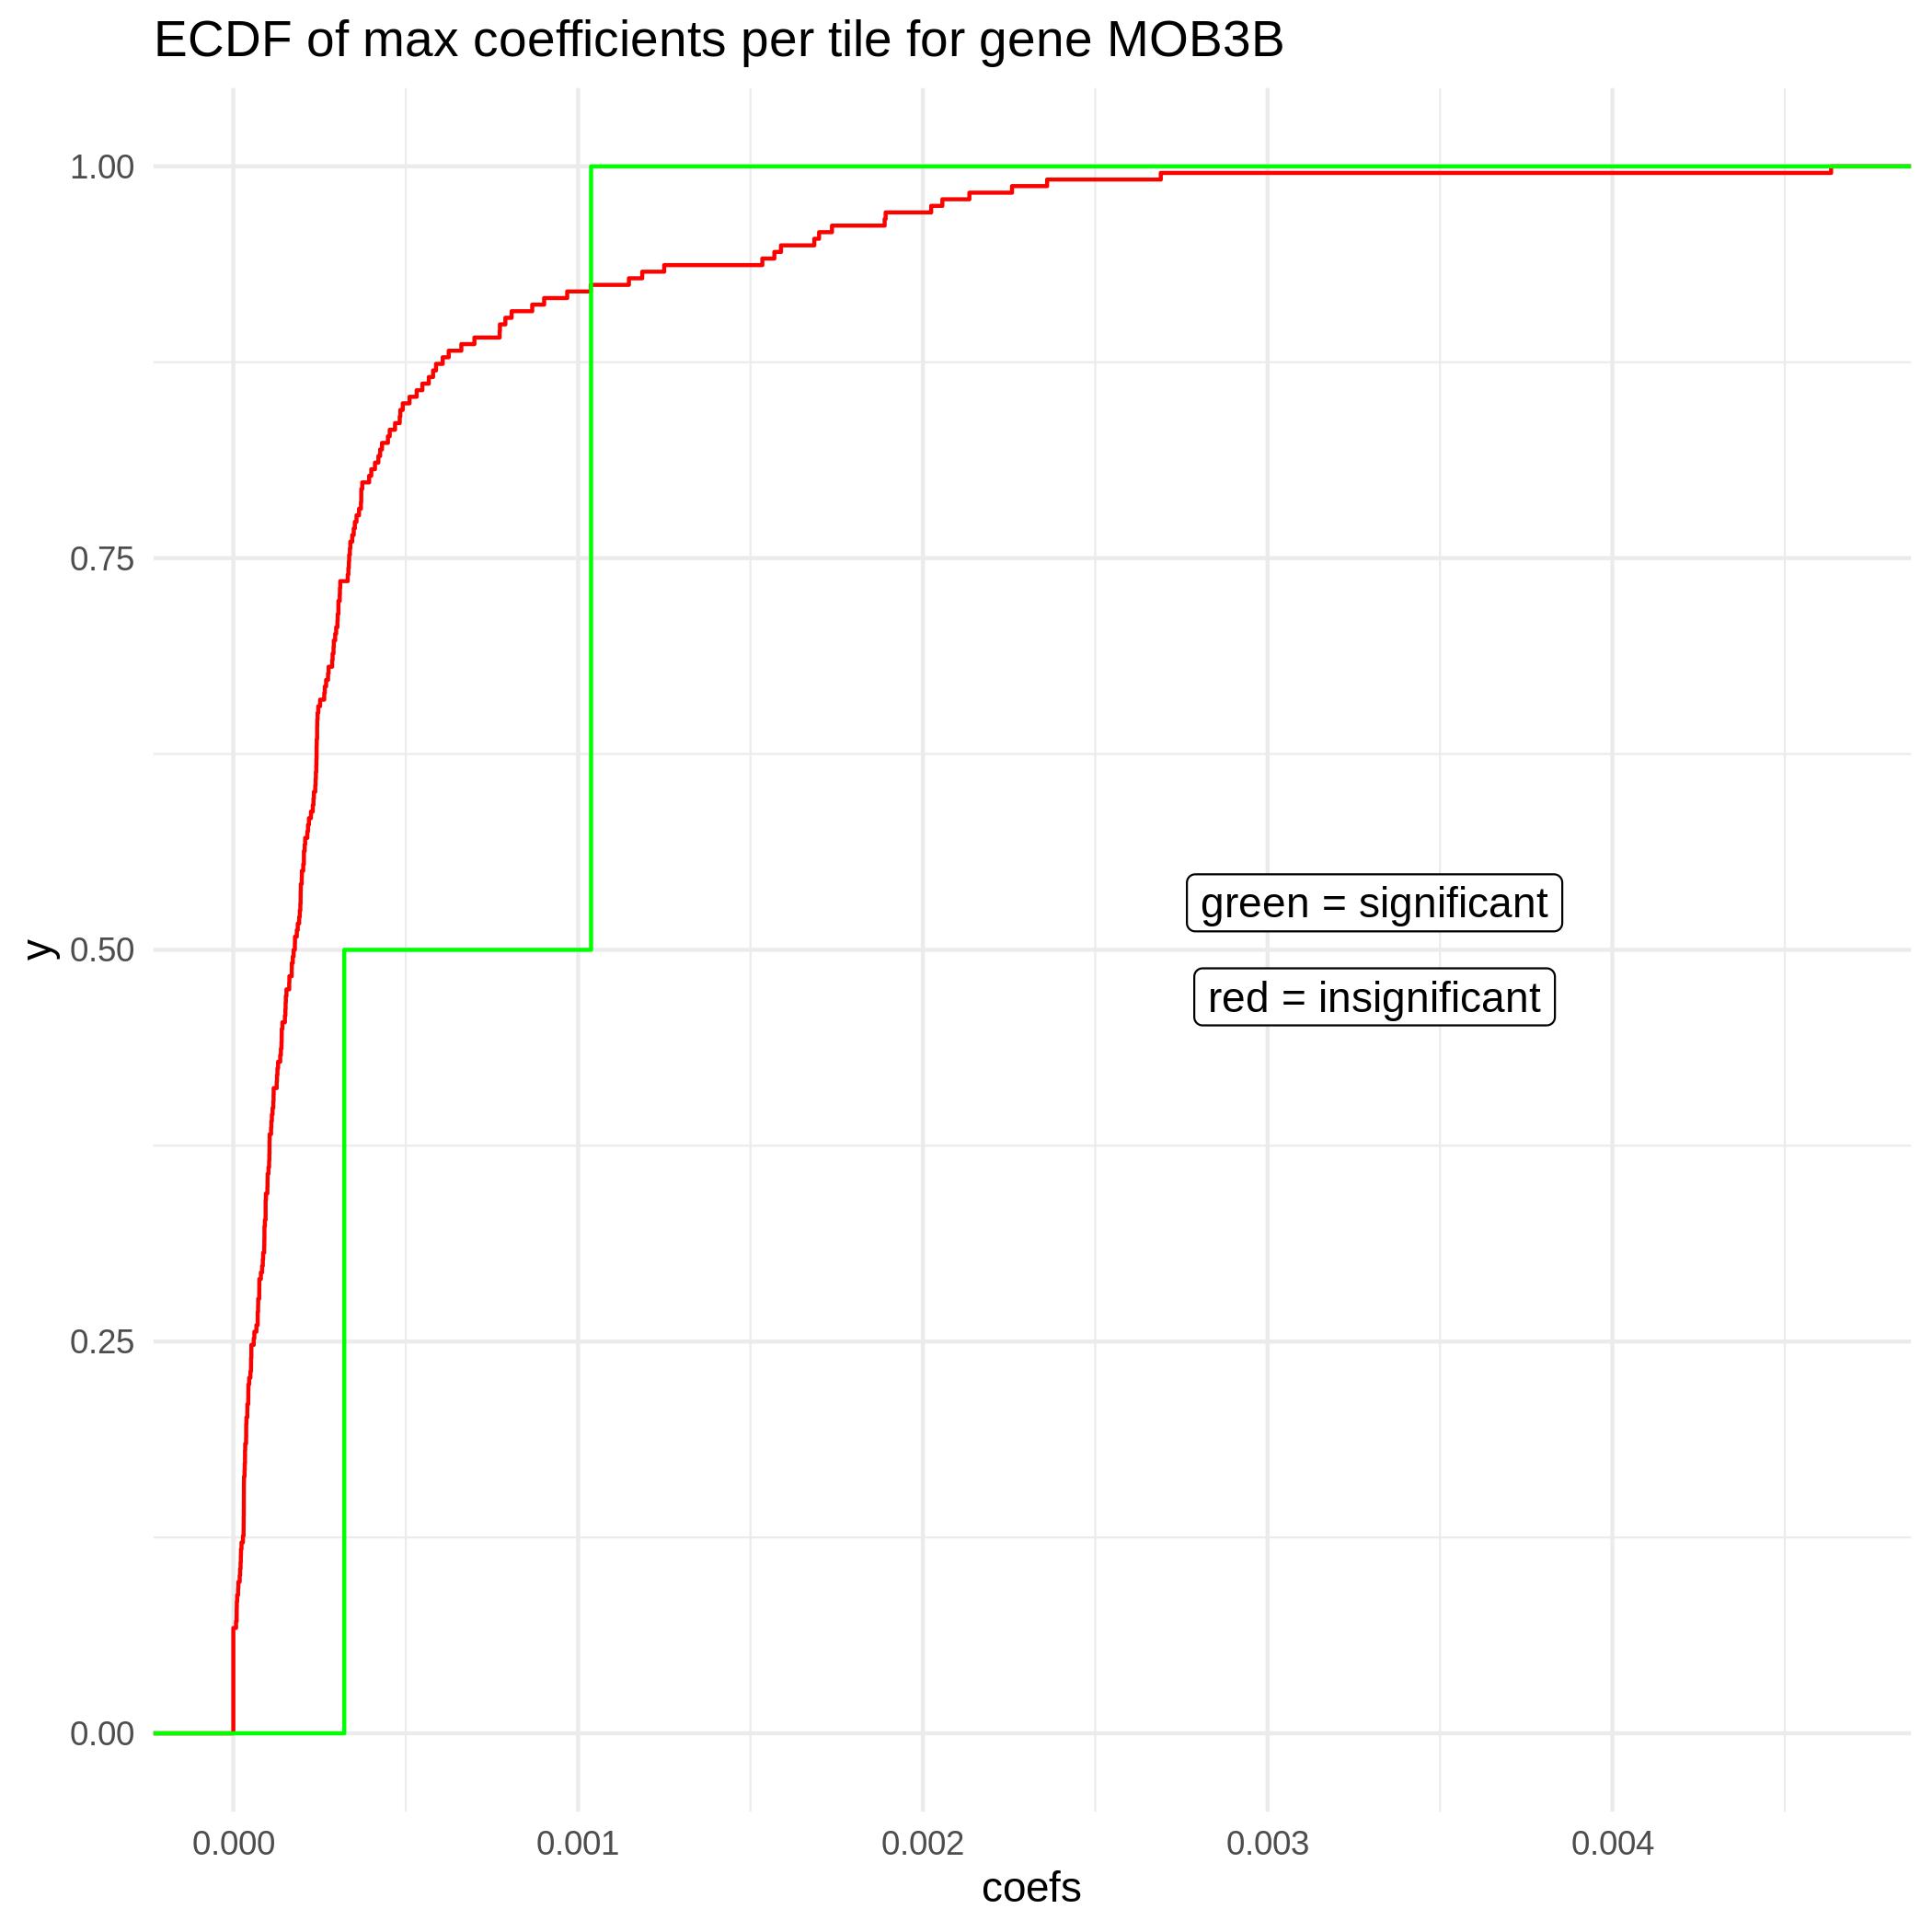 ECDF of max coefficients per tile for gene MOB3B
1.00
0.75
0.50
0.25
0.00
y
green = significant
red = insignificant
0.000 0.001 0.002 0.003 0.004
coefs